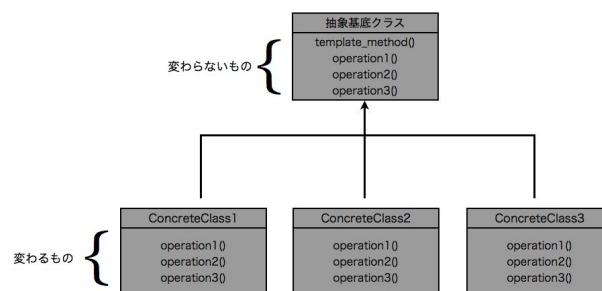 抽象基底クラス
template_method()
operation1()
operation2()
operation3()
変わらないもの
ConcreteClass1
operation1()
operation2()
operation3()
ConcreteClass2
operation1()
operation2()
operation3()
ConcreteClass3
operation1()
operation2()
operation3()
変わるもの